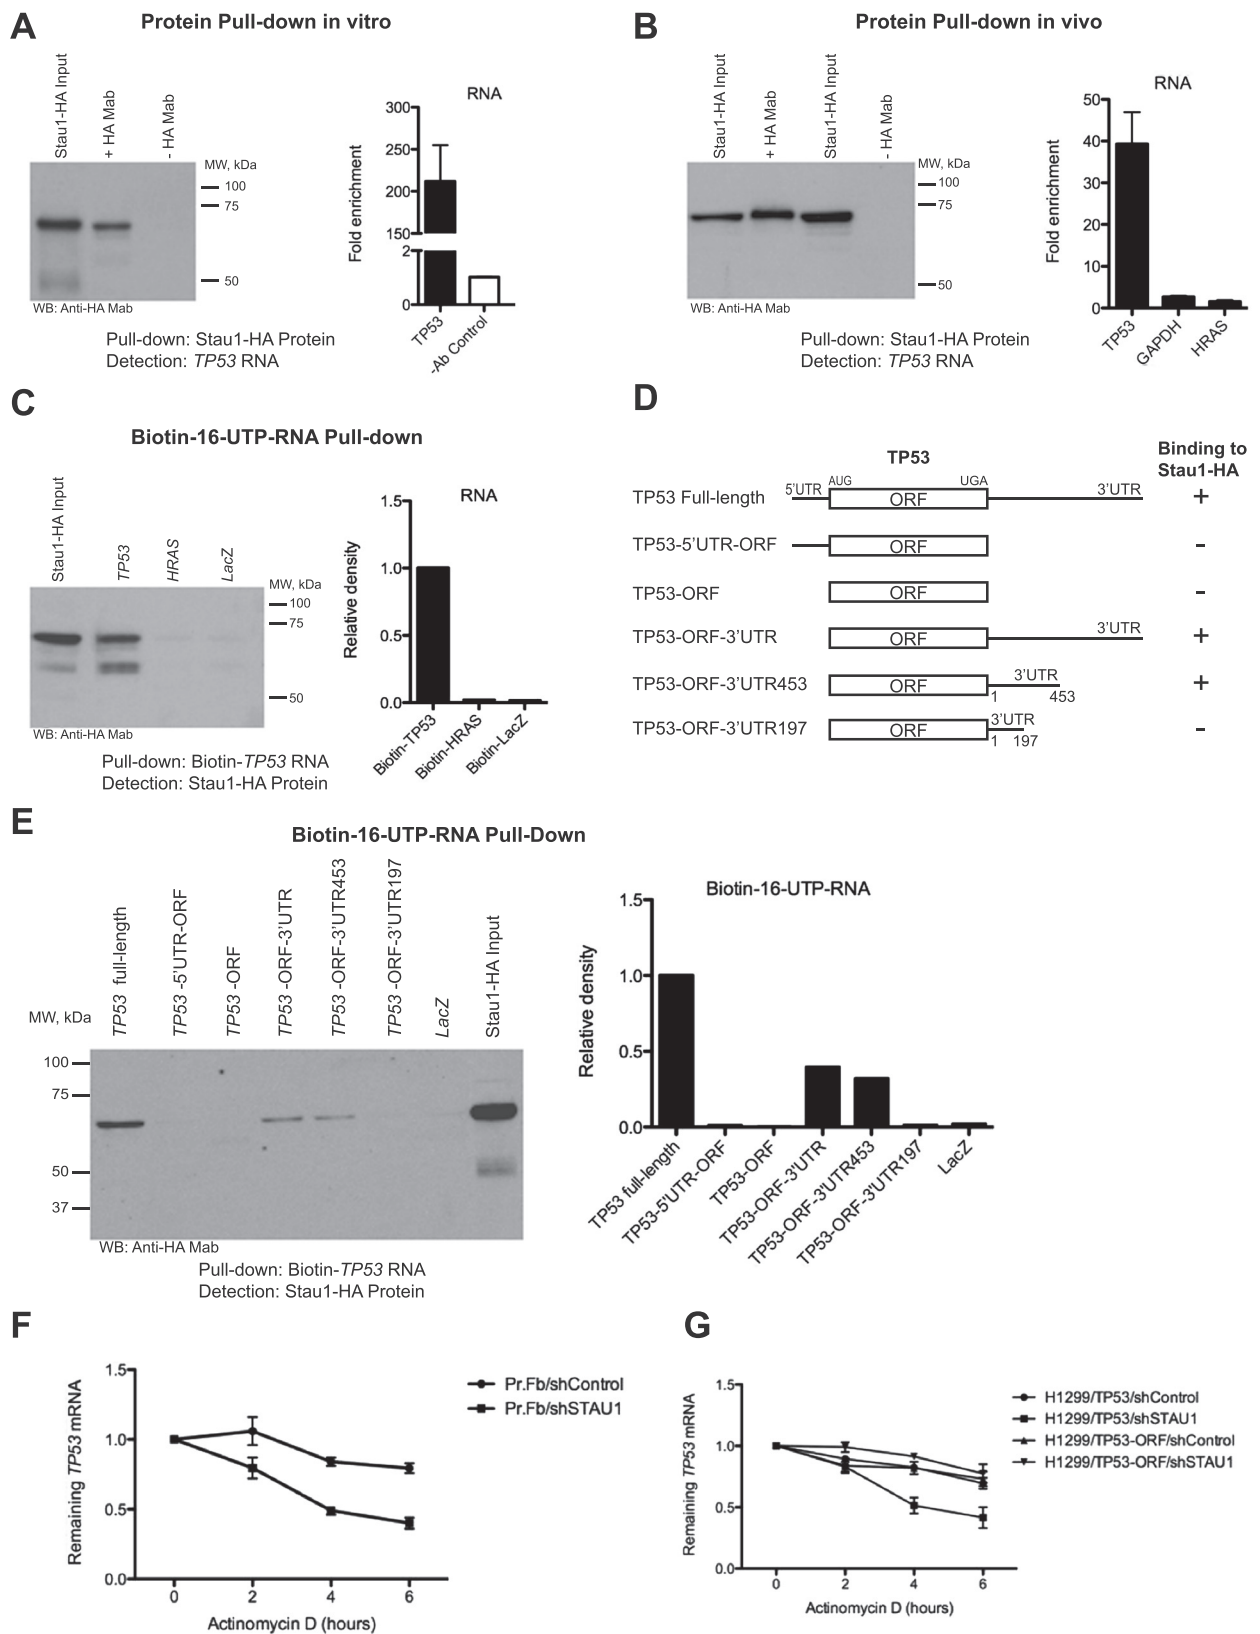 A
Protein Pull-down in vitro
Stau1-HA Input
+ HA Mab
- HA Mab
MW, kDa
100
75
50
WB: Anti-HA Mab
Pull-down: Stau1-HA Protein
Detection: TP53 RNA
RNA
Fold enrichment
300
250
200
150
2
0
TP53
-Ab Control
B
Protein Pull-down in vivo
Stau1-HA Input
+ HA Mab
Stau1-HA Input
- HA Mab
MW, kDa
100
75
50
WB: Anti-HA Mab
Pull-down: Stau1-HA Protein
Detection: TP53 RNA
RNA
Fold enrichment
50
40
30
20
10
0
TP53
GAPDH
HRAS
C
Biotin-16-UTP-RNA Pull-down
Stau1-HA Input
TP53
HRAS
LacZ
MW, kDa
100
75
50
WB: Anti-HA Mab
Pull-down: Biotin-TP53 RNA
Detection: Stau1-HA Protein
RNA
Relative density
1.5
1.0
0.5
0.0
Biotin-TP53
Biotin-HRAS
Biotin-LacZ
D
TP53
Binding to
Stau1-HA
TP53 Full-length 5'UTR AUG ORF UGA 3'UTR +
TP53-5'UTR-ORF ORF -
TP53-ORF ORF -
TP53-ORF-3'UTR ORF 3'UTR +
TP53-ORF-3'UTR453 ORF 3'UTR +
1 453
TP53-ORF-3'UTR197 ORF 3'UTR -
1 197
E
Biotin-16-UTP-RNA Pull-Down
TP53 full-length
TP53 -5'UTR-ORF
TP53 -ORF
TP53 -ORF-3'UTR
TP53 -ORF-3'UTR453
TP53 -ORF-3'UTR197
LacZ
Stau1-HA Input
MW, kDa
100
75
50
37
WB: Anti-HA Mab
Pull-down: Biotin-TP53 RNA
Detection: Stau1-HA Protein
Biotin-16-UTP-RNA
Relative density
1.5
1.0
0.5
0.0
TP53 full-length
TP53-5'UTR-ORF
TP53-ORF
TP53-ORF-3'UTR
TP53-ORF-3'UTR453
TP53-ORF-3'UTR197
LacZ
F
Remaining TP53 mRNA
1.5
1.0
0.5
0.0
0 2 4 6
Actinomycin D (hours)
Pr.Fb/shControl
Pr.Fb/shSTAU1
G
Remaining TP53 mRNA
1.5
1.0
0.5
0.0
0 2 4 6
Actinomycin D (hours)
H1299/TP53/shControl
H1299/TP53/shSTAU1
H1299/TP53-ORF/shControl
H1299/TP53-ORF/shSTAU1